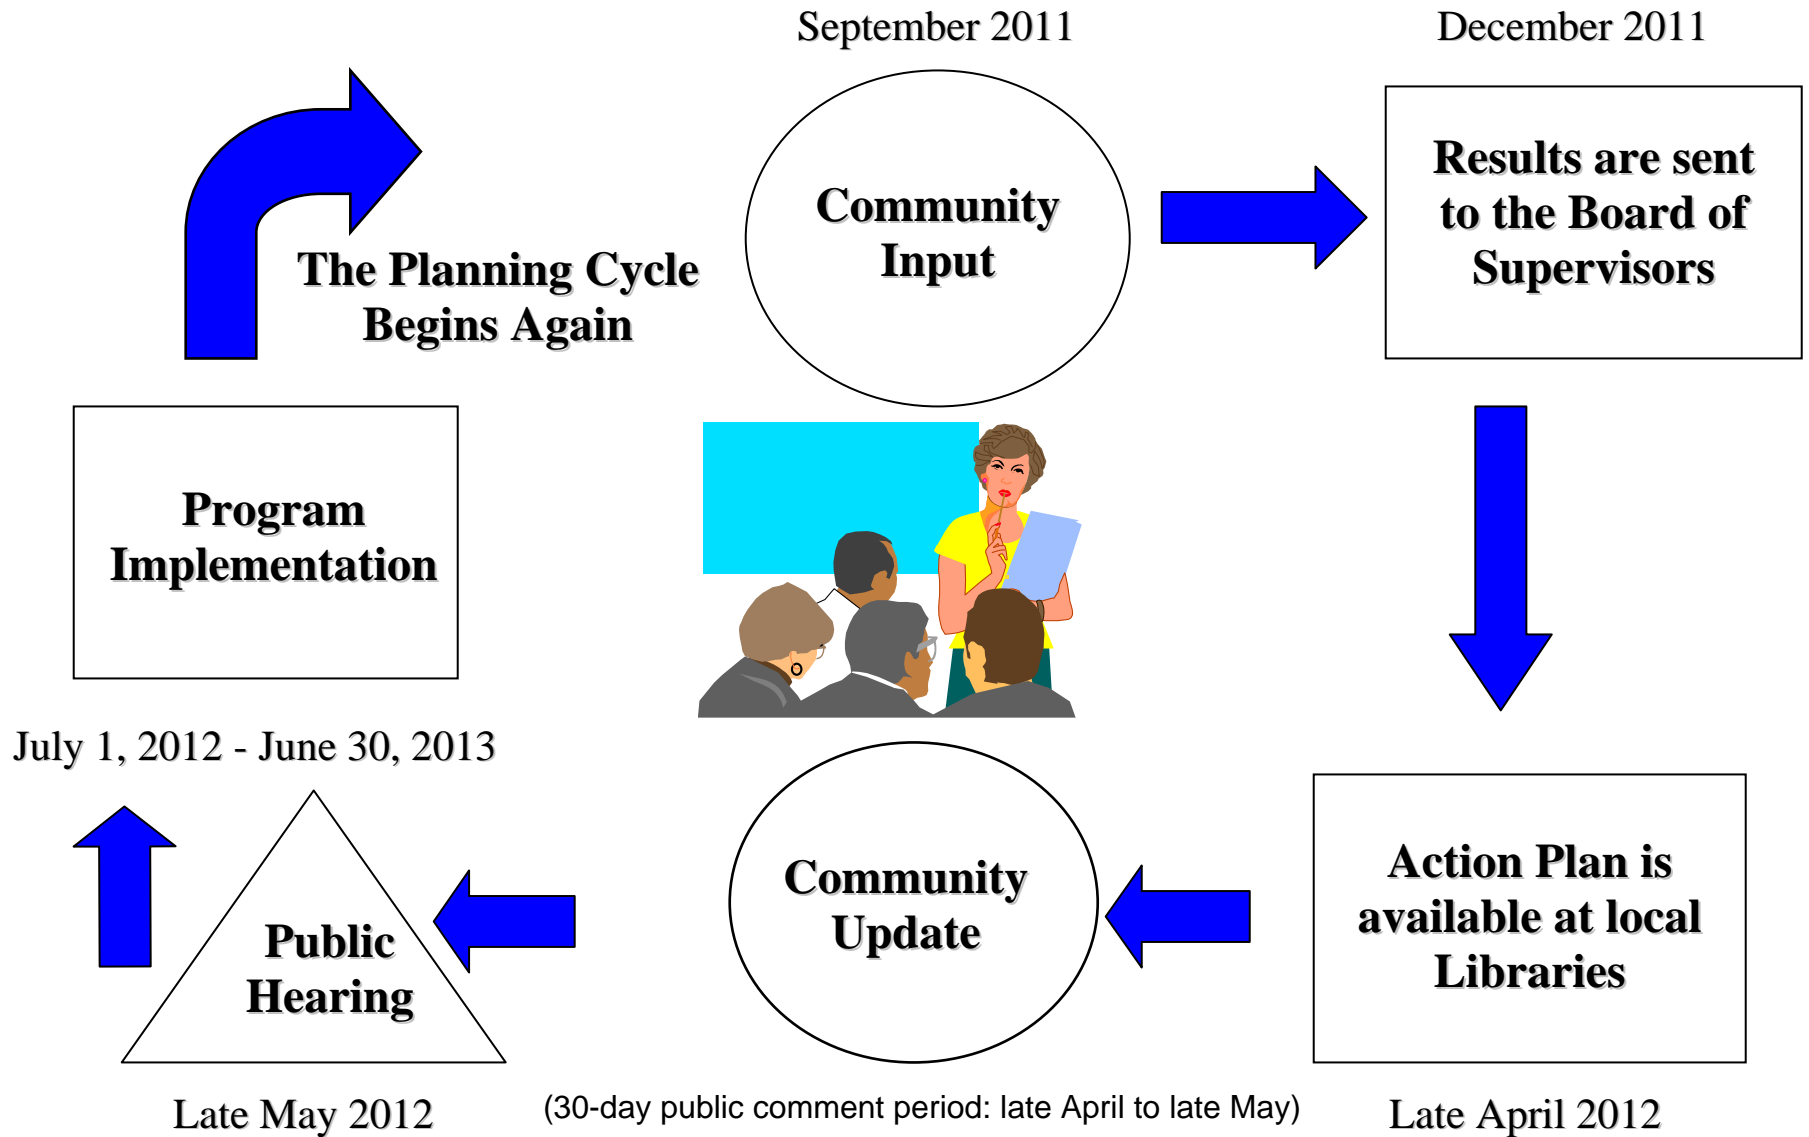 September 2011
December 2011
Community
Input
Results are sent
to the Board of
Supervisors
The Planning Cycle
Begins Again
Program
Implementation
July 1, 2012 - June 30, 2013
Public
Hearing
Late May 2012
Community
Update
(30-day public comment period: late April to late May)
Action Plan is
available at local
Libraries
Late April 2012